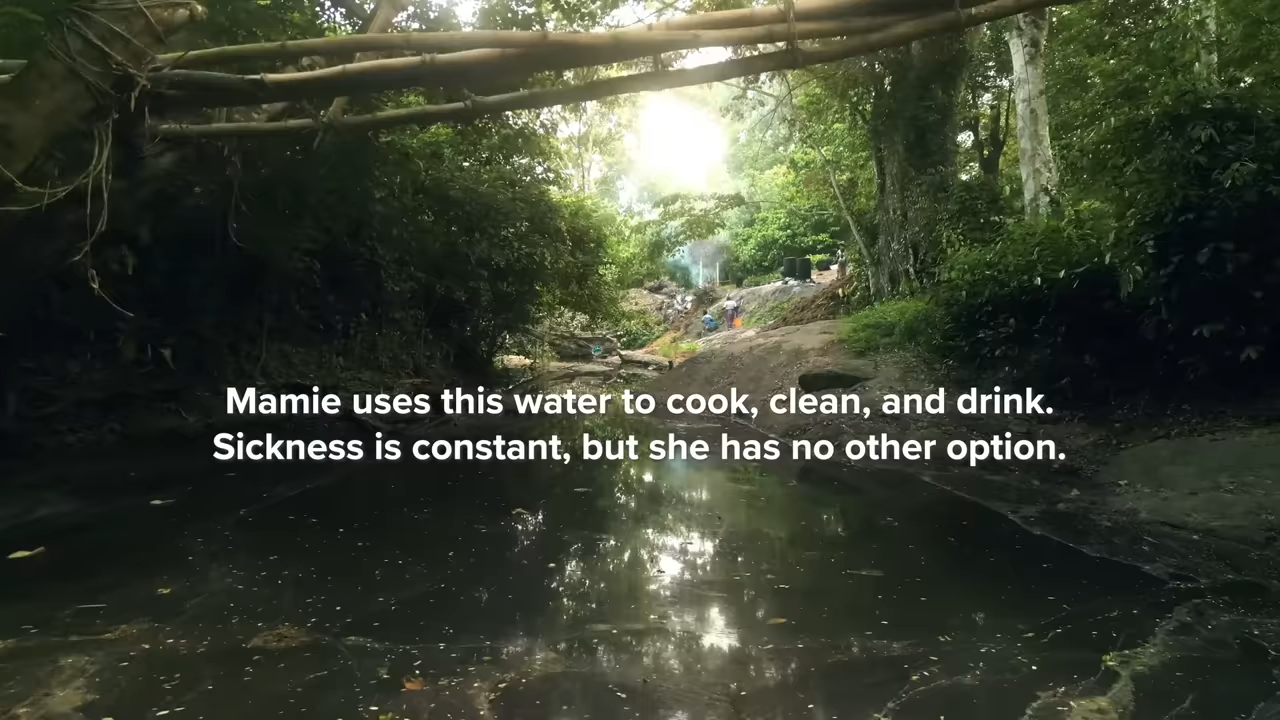 Mamie uses this water to cook, clean, and drink.
Sickness is constant, but she has no other option.